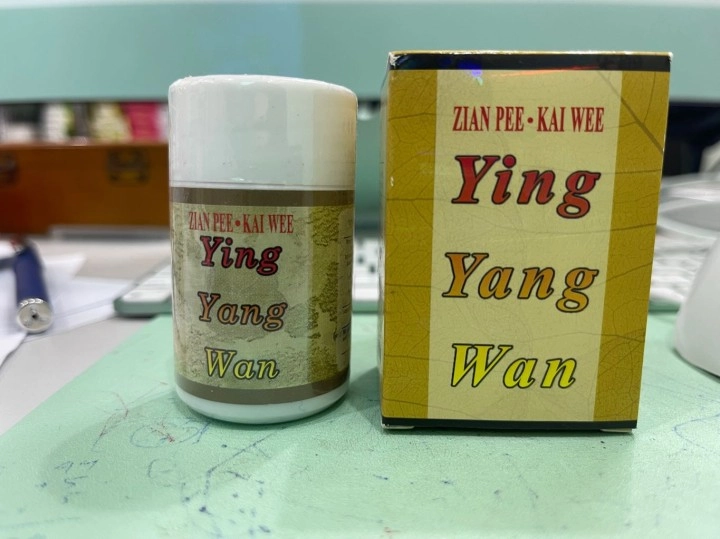 ZIAN PEE • KAI WEE
Ying
Yang
Wan
ZIAN PEE • KAI WEE
Ying
Yang
Wan